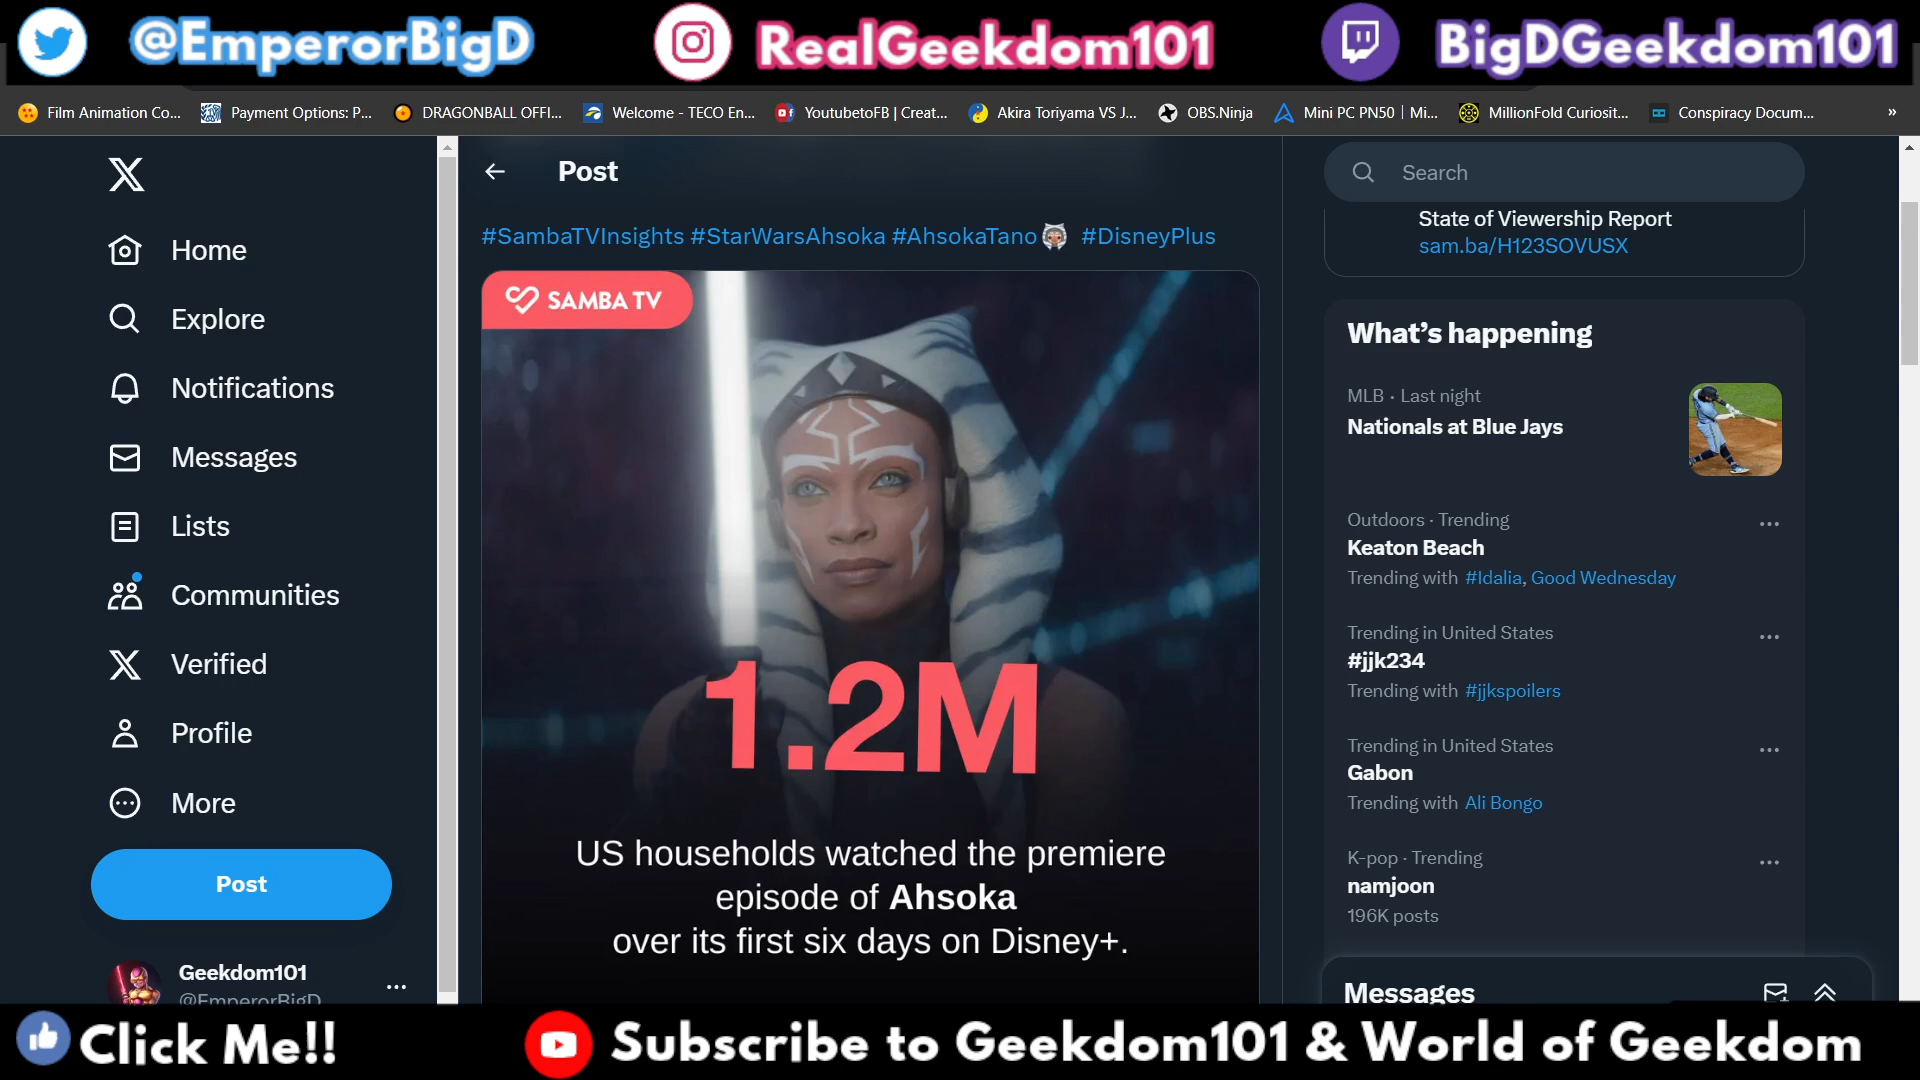 @EmperorBigD
RealGeekdom101
BigDGeekdom101
Film Animation Co...
Payment Options: P...
DRAGONBALL OFFI...
Welcome - TECO En...
YoutubetoFB | Creat...
Akira Toriyama VS J...
OBS.Ninja
Mini PC PN50 | Mi...
MillionFold Curiosit...
Conspiracy Docum...
»
Home
Explore
Notifications
Messages
Lists
Communities
Verified
Profile
More
Post
Geekdom101
@EmperorBigD
Post
#SambaTVInsights #StarWarsAhsoka #AhsokaTano #DisneyPlus
SAMBA TV
1.2M
US households watched the premiere
episode of Ahsoka
over its first six days on Disney+.
Search
State of Viewership Report
sam.ba/H123SOVUSX
What's happening
MLB · Last night
Nationals at Blue Jays
Outdoors · Trending
Keaton Beach
Trending with #Idalia, Good Wednesday
Trending in United States
#jjk234
Trending with #jjkspoilers
Trending in United States
Gabon
Trending with Ali Bongo
K-pop · Trending
namjoon
196K posts
Messages
Click Me!!
Subscribe to Geekdom101 & World of Geekdom